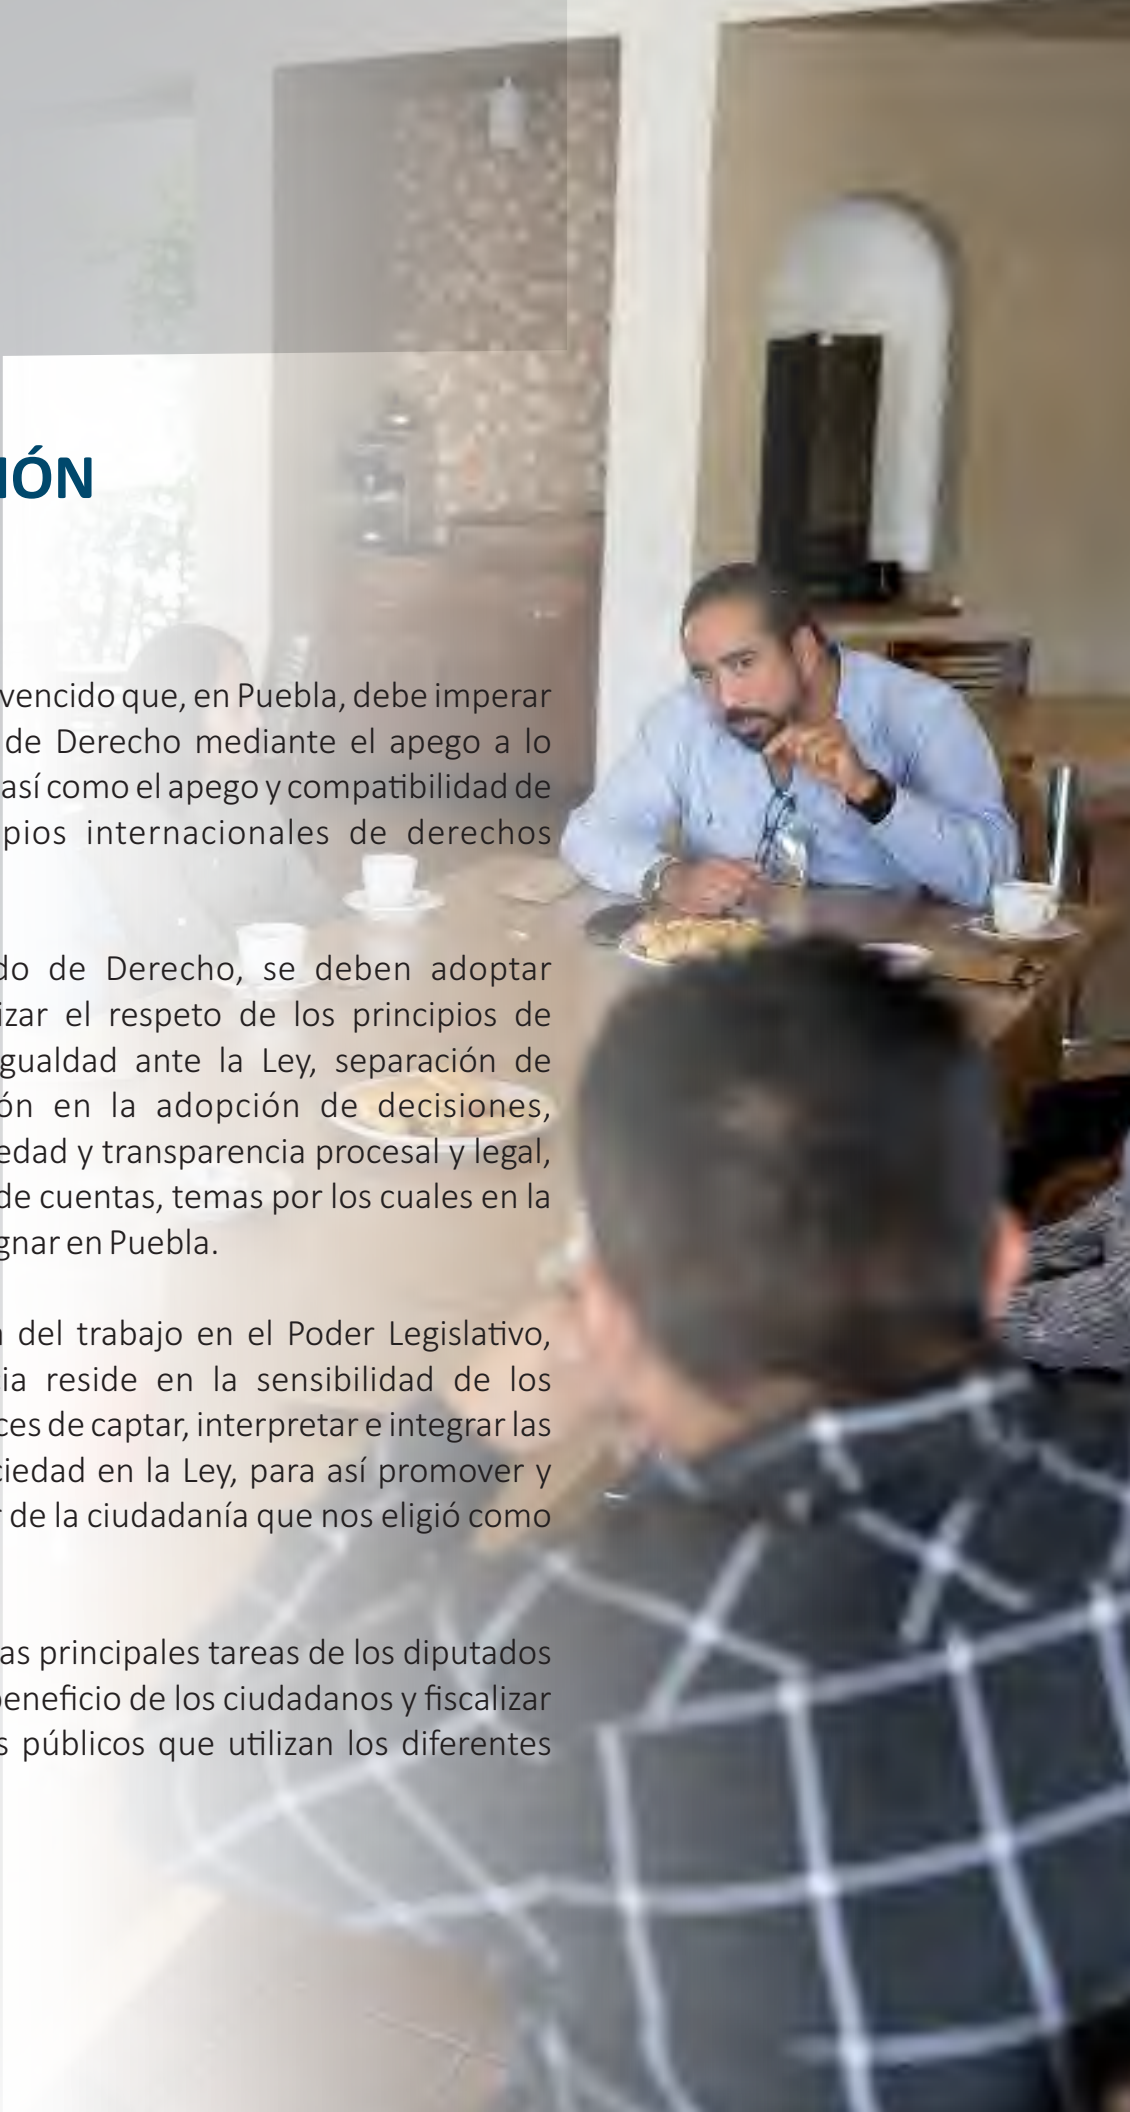 IÓN
vencido que, en Puebla, debe imperar
de Derecho mediante el apego a lo
así como el apego y compatibilidad de
pios internacionales de derechos
do de Derecho, se deben adoptar
izar el respeto de los principios de
gualdad ante la Ley, separación de
ón en la adopción de decisiones,
edad y transparencia procesal y legal,
de cuentas, temas por los cuales en la
gnar en Puebla.
del trabajo en el Poder Legislativo,
ia reside en la sensibilidad de los
ces de captar, interpretar e integrar las
ciedad en la Ley, para así promover y
de la ciudadanía que nos eligió como
as principales tareas de los diputados
beneficio de los ciudadanos y fiscalizar
s públicos que utilizan los diferentes